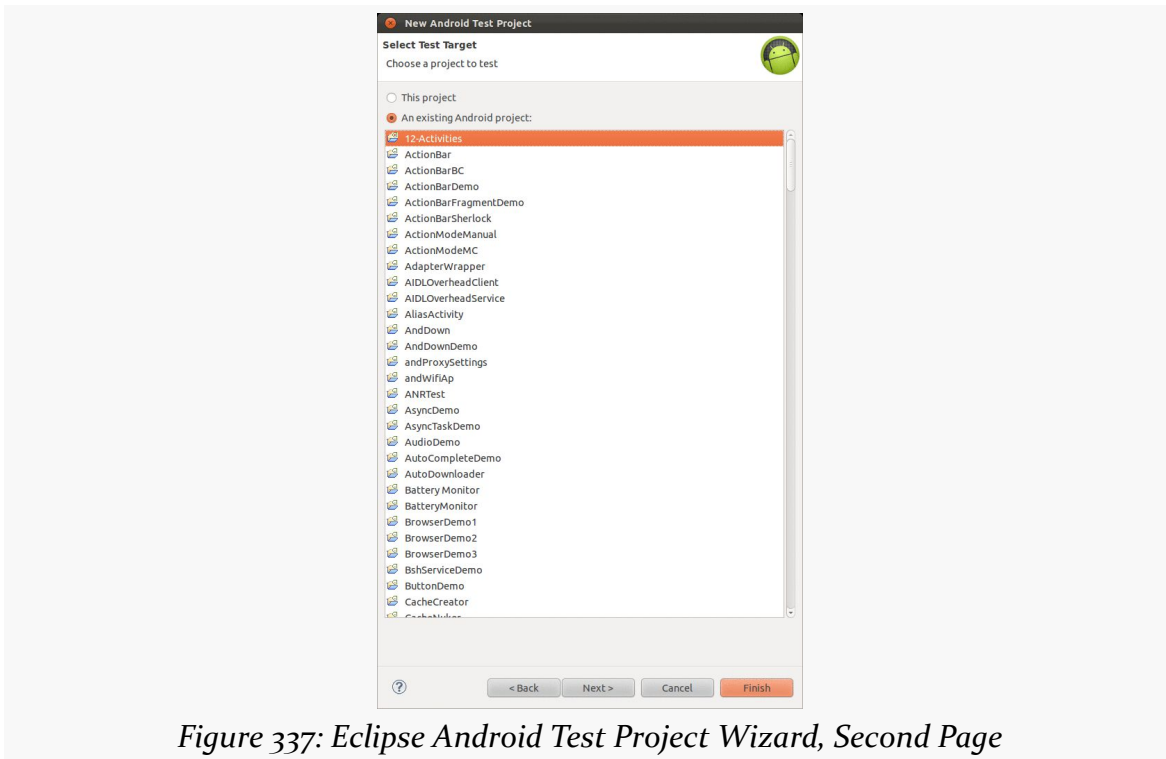 New Android Test Project
Select Test Target
Choose a project to test
This project
An existing Android project:
12-Activities
ActionBar
ActionBarBC
ActionBarDemo
ActionBarFragmentDemo
ActionBarSherlock
ActionModeManual
ActionModeMC
AdapterWrapper
AIDLOverheadClient
AIDLOverheadService
AliasActivity
AndDown
AndDownDemo
andProxySettings
andWifiAp
ANRTest
AsyncDemo
AsyncTaskDemo
AudioDemo
AutoCompleteDemo
AutoDownloader
Battery Monitor
BatteryMonitor
BrowserDemo1
BrowserDemo2
BrowserDemo3
BshServiceDemo
ButtonDemo
CacheCreator
< Back Next > Cancel Finish
Figure 337: Eclipse Android Test Project Wizard, Second Page